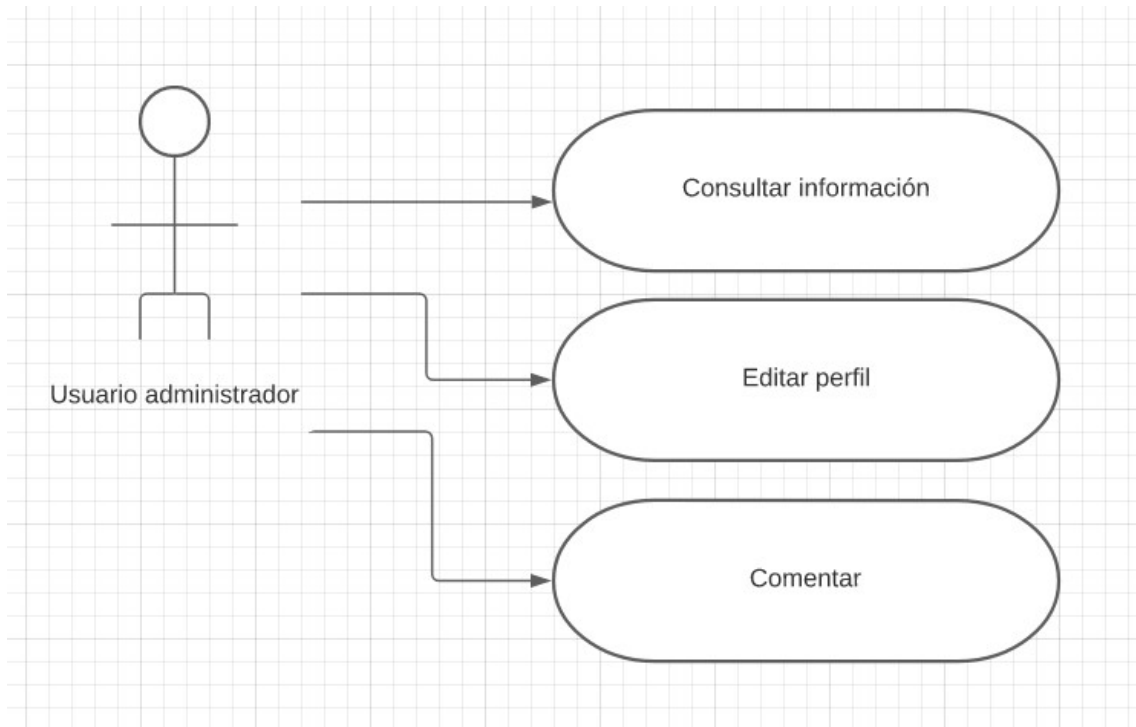 Consultar información
Editar perfil
Usuario administrador
Comentar